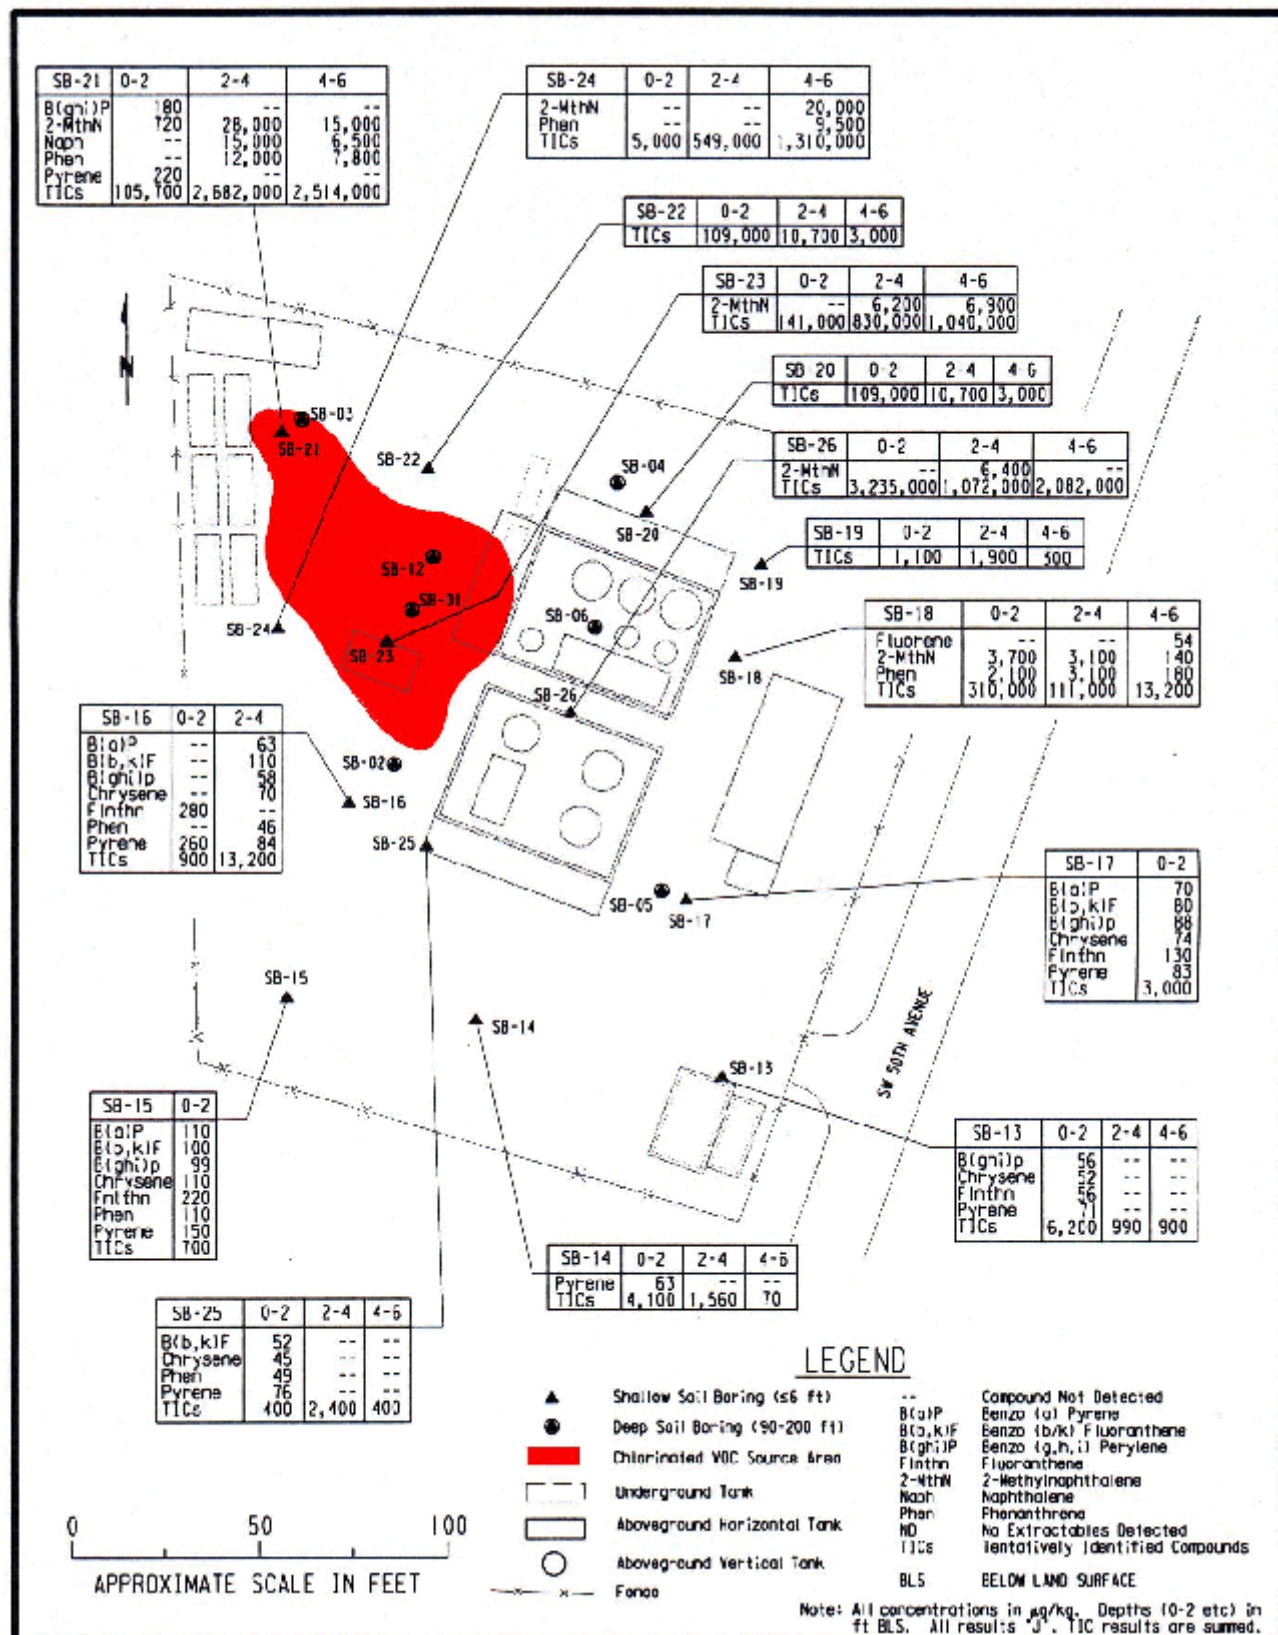 SB-21 0-2 2-4 4-6
B(ghi)P 180 -- --
2-MthN 720 28,000 15,000
Naph -- 15,000 6,500
Phen -- 12,000 7,800
Pyrene 220 -- --
TICs 105,700 2,682,000 2,514,000
SB-24 0-2 2-4 4-6
2-MthN -- -- 20,000
Phen -- -- 9,500
TICs 5,000 549,000 1,310,000
SB-22 0-2 2-4 4-6
TICs 109,000 10,700 3,000
SB-23 0-2 2-4 4-6
2-MthN -- 6,200 6,900
TICs 141,000 830,000 1,040,000
SB-20 0-2 2-4 4-6
TICs 109,000 10,700 3,000
SB-26 0-2 2-4 4-6
2-MthN -- 6,400 --
TICs 3,235,000 1,072,000 2,082,000
SB-19 0-2 2-4 4-6
TICs 1,100 1,900 500
SB-18 0-2 2-4 4-6
Fluorene -- -- 54
2-MthN 3,700 3,100 140
Phen 2,100 3,100 180
TICs 310,000 111,000 13,200
N
SB-03
SB-21
SB-22
SB-04
SB-20
SB-12
SB-19
SB-01
SB-24
SB-06
SB-23
SB-18
SB-26
SB-02
SB-16
SB-25
SB-05
SB-17
SB-15
SB-14
SB-13
SW 50TH AVENUE
SB-16 0-2 2-4
B(a)P -- 63
B(b,k)F -- 110
B(ghi)p -- 58
Chrysene -- 70
Flnthn 280 --
Phen -- 46
Pyrene 260 84
TICs 900 13,200
SB-17 0-2
B(a)P 70
B(b,k)F 80
B(ghi)p 88
Chrysene 74
Flnthn 130
Pyrene 83
TICs 3,000
SB-15 0-2
B(a)P 110
B(b,k)F 100
B(ghi)p 99
Chrysene 110
Fnlthn 220
Phen 110
Pyrene 150
TICs 700
SB-13 0-2 2-4 4-6
B(ghi)p 56 -- --
Chrysene 52 -- --
Flnthn 56 -- --
Pyrene 71 -- --
TICs 6,200 990 900
SB-14 0-2 2-4 4-6
Pyrene 63 -- --
TICs 4,100 1,560 70
SB-25 0-2 2-4 4-6
B(b,k)F 52 -- --
Chrysene 45 -- --
Phen 49 -- --
Pyrene 76 -- --
TICs 400 2,400 400
LEGEND
Shallow Soil Boring (≤6 ft)
Deep Soil Boring (90-200 ft)
Chlorinated VOC Source Area
Underground Tank
Aboveground Horizontal Tank
Aboveground Vertical Tank
Fence
-- Compound Not Detected
B(a)P Benzo (a) Pyrene
B(b,k)F Benzo (b/k) Fluoranthene
B(ghi)P Benzo (g,h,i) Perylene
Flnthn Fluoranthene
2-MthN 2-Methylnaphthalene
Naph Naphthalene
Phen Phenanthrene
ND No Extractables Detected
TICs Tentatively Identified Compounds
BLS BELOW LAND SURFACE
0 50 100
APPROXIMATE SCALE IN FEET
Note: All concentrations in µg/kg. Depths (0-2 etc) in
ft BLS. All results "J". TIC results are summed.